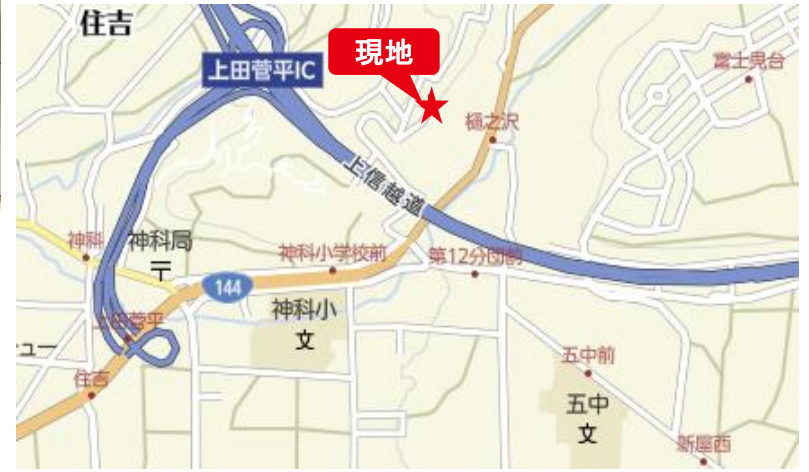 住吉
現地
上田菅平IC
富士見台
樋之沢
上信越道
神科
神科局
〒
神科小学校前
第12分団前
144
神科小
文
上田菅平
ュー
五中前
住吉
五中
文
新屋西